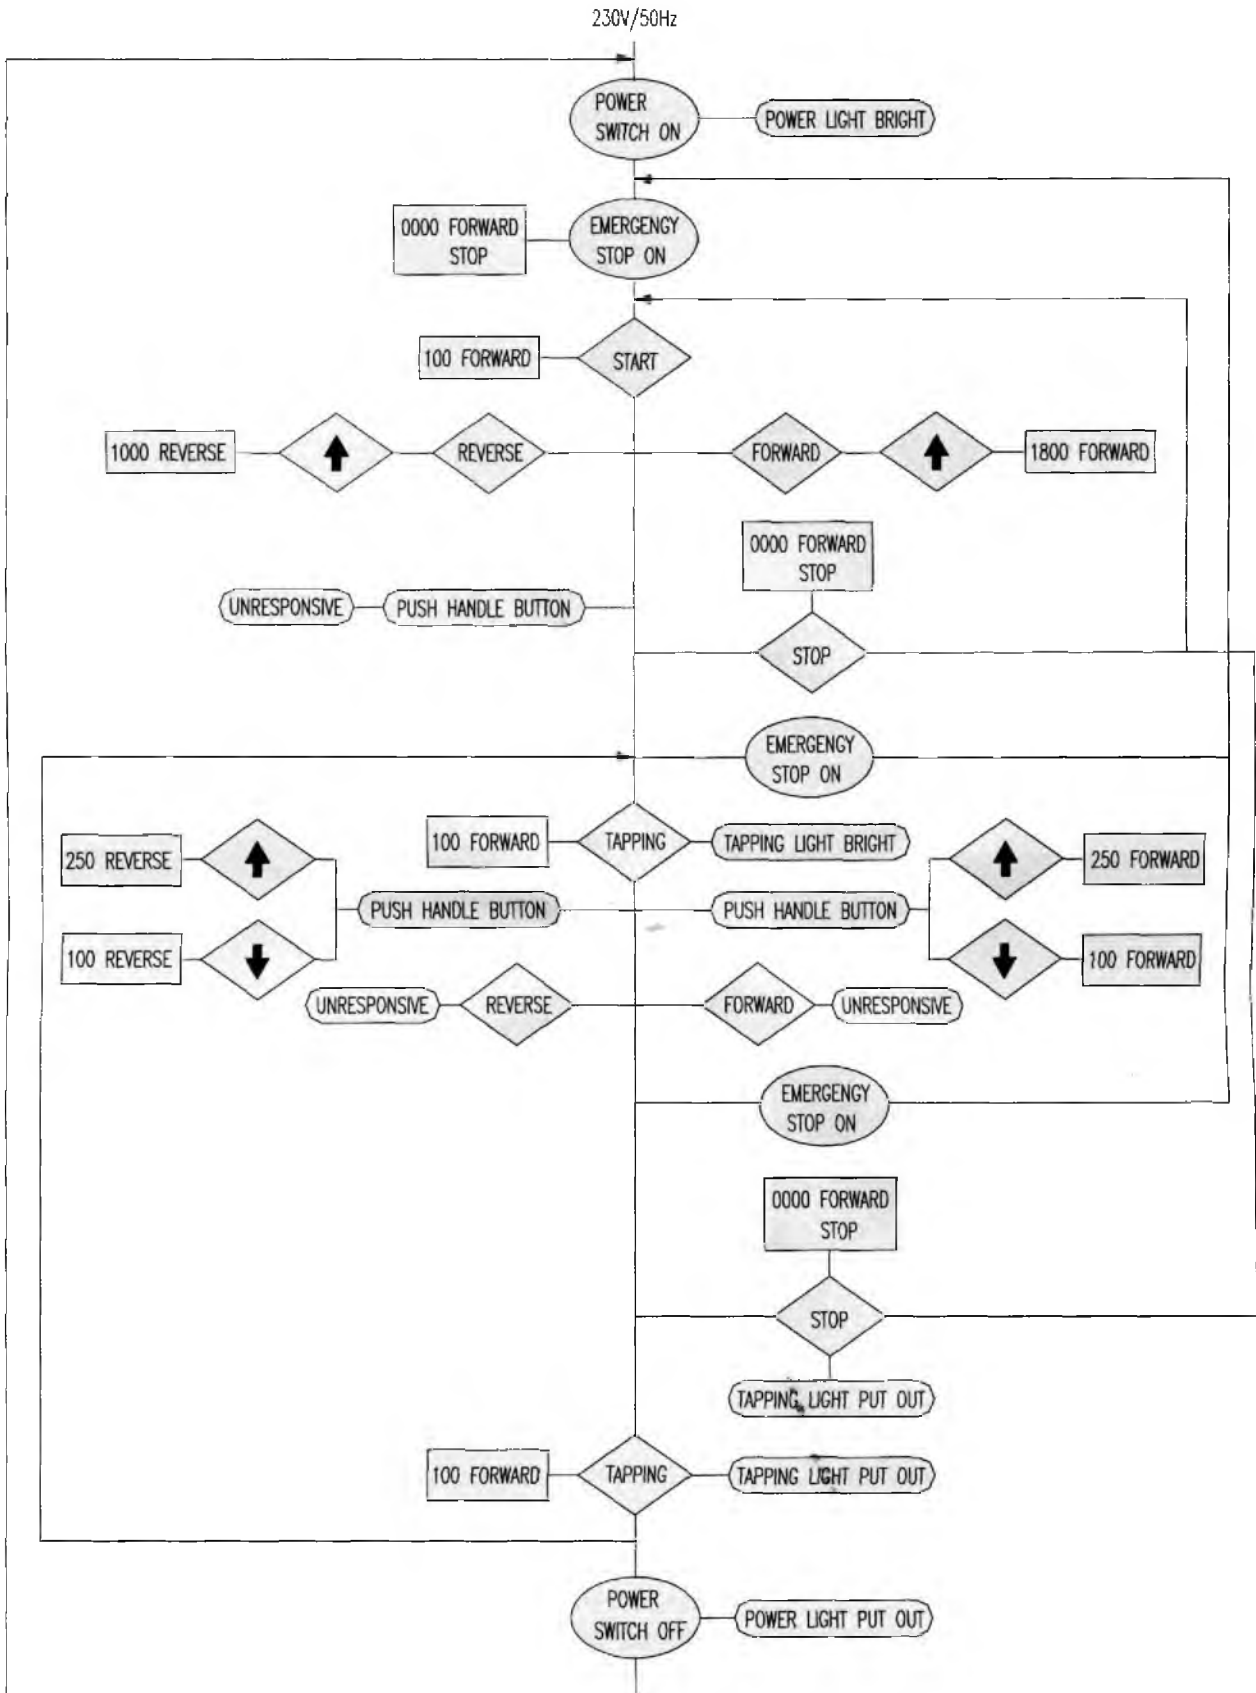 230V/50Hz
POWER
SWITCH ON
POWER LIGHT BRIGHT
0000 FORWARD
STOP
EMERGENGY
STOP ON
100 FORWARD
START
1000 REVERSE
REVERSE
FORWARD
1800 FORWARD
0000 FORWARD
STOP
UNRESPONSIVE
PUSH HANDLE BUTTON
STOP
EMERGENGY
STOP ON
100 FORWARD
TAPPING
TAPPING LIGHT BRIGHT
250 REVERSE
250 FORWARD
PUSH HANDLE BUTTON
PUSH HANDLE BUTTON
100 REVERSE
100 FORWARD
UNRESPONSIVE
REVERSE
FORWARD
UNRESPONSIVE
EMERGENGY
STOP ON
0000 FORWARD
STOP
STOP
TAPPING LIGHT PUT OUT
100 FORWARD
TAPPING
TAPPING LIGHT PUT OUT
POWER
SWITCH OFF
POWER LIGHT PUT OUT